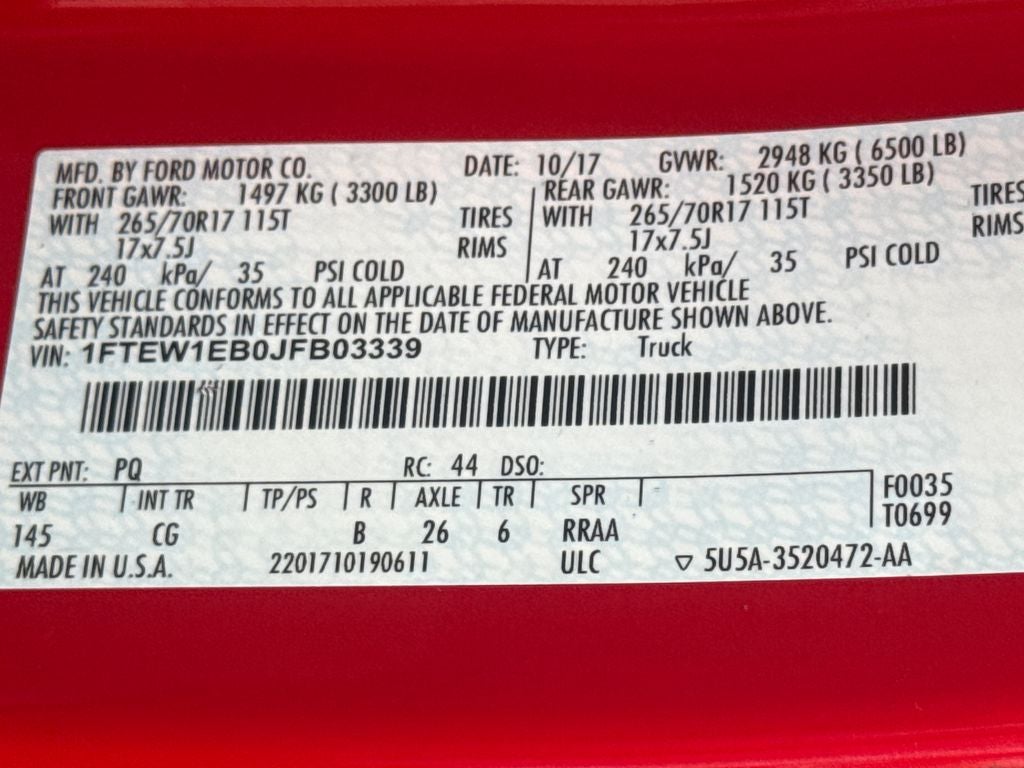 MFD. BY FORD MOTOR CO. DATE: 10/17 GVWR: 2948 KG ( 6500 LB)
FRONT GAWR: 1497 KG ( 3300 LB) REAR GAWR: 1520 KG ( 3350 LB)
WITH 265/70R17 115T TIRES WITH 265/70R17 115T TIRES
17x7.5J RIMS 17x7.5J RIMS
AT 240 kPa/ 35 PSI COLD AT 240 kPa/ 35 PSI COLD
THIS VEHICLE CONFORMS TO ALL APPLICABLE FEDERAL MOTOR VEHICLE
SAFETY STANDARDS IN EFFECT ON THE DATE OF MANUFACTURE SHOWN ABOVE.
VIN: 1FTEW1EB0JFB03339 TYPE: Truck
EXT PNT: PQ RC: 44 DSO:
WB INT TR TP/PS R AXLE TR SPR F0035
145 CG B 26 6 RRAA T0699
MADE IN U.S.A. 2201710190611 ULC ▽ 5U5A-3520472-AA